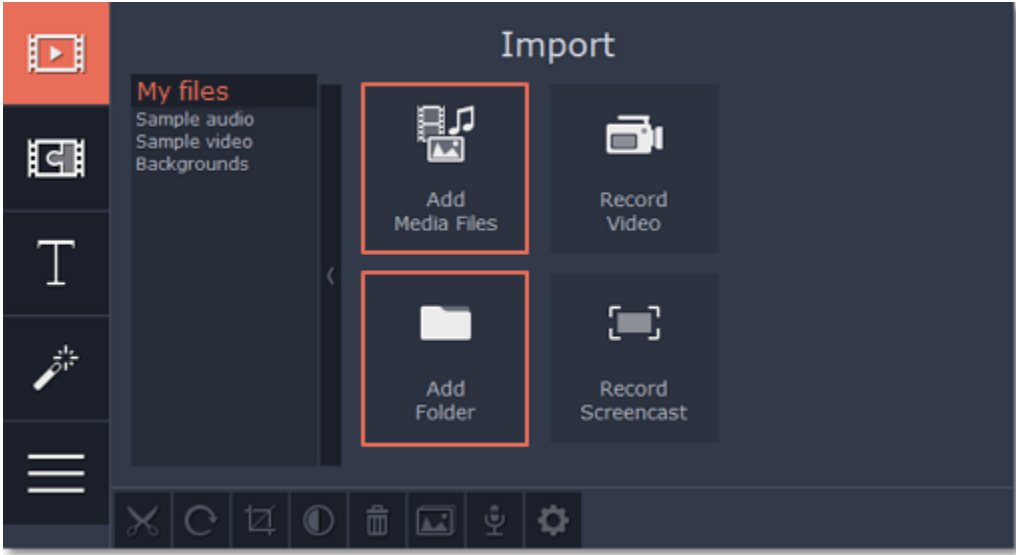 Import
My files
Sample audio
Sample video
Backgrounds
Add
Media Files
Record
Video
Add
Folder
Record
Screencast